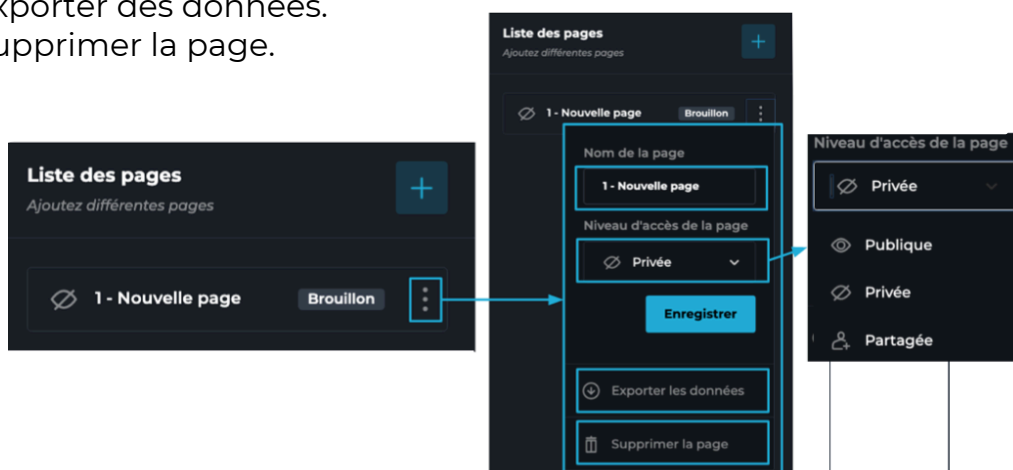 xporter des données.
upprimer la page.
Liste des pages
Ajoutez différentes pages
1 - Nouvelle page
Brouillon
Liste des pages
Ajoutez différentes pages
1 - Nouvelle page
Brouillon
Nom de la page
1 - Nouvelle page
Niveau d'accès de la page
Privée
Enregistrer
Exporter les données
Supprimer la page
Niveau d'accès de la page
Privée
Publique
Privée
Partagée